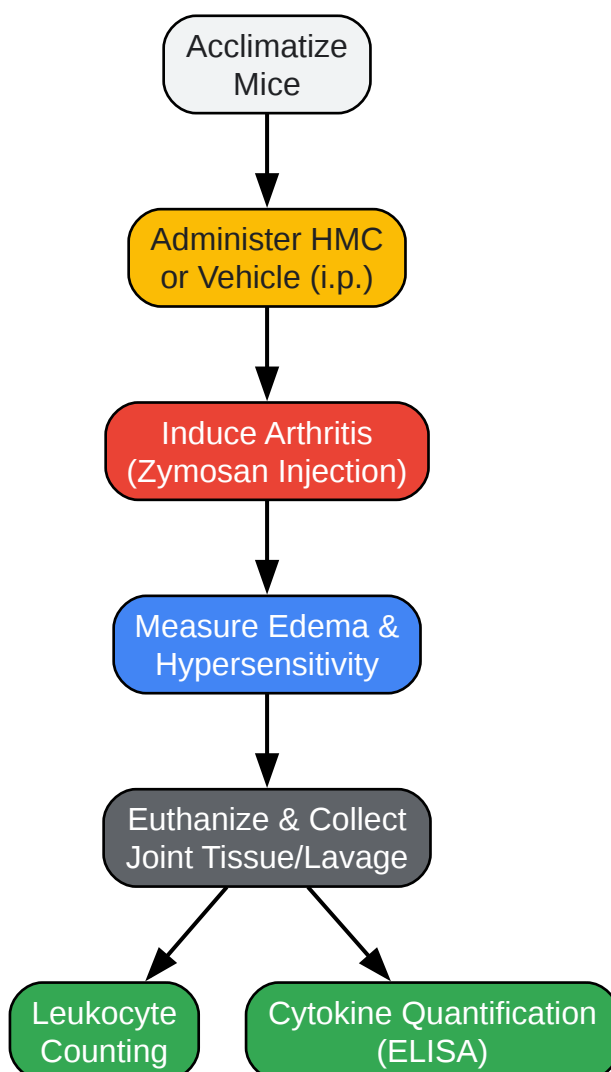 Acclimatize
Mice
Administer HMC
or Vehicle (i.p.)
Induce Arthritis
(Zymosan Injection)
Measure Edema &
Hypersensitivity
Euthanize & Collect
Joint Tissue/Lavage
Leukocyte
Counting
Cytokine Quantification
(ELISA)